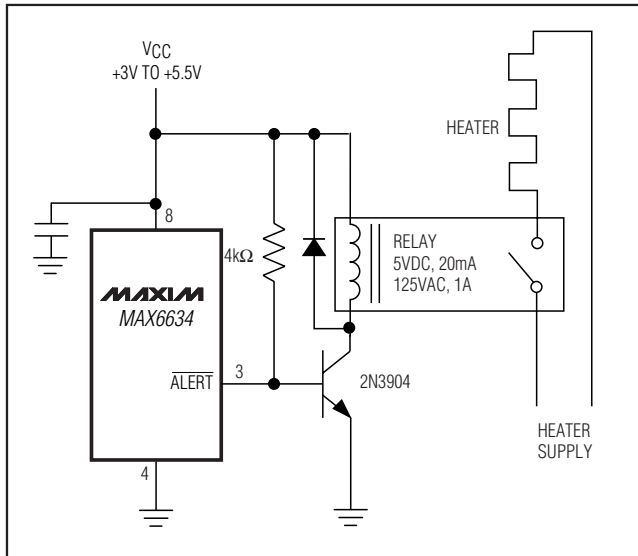 VCC
+3V TO +5.5V
HEATER
8
4kΩ
RELAY
5VDC, 20mA
125VAC, 1A
MAXIM
MAX6634
ALERT
3
2N3904
4
HEATER
SUPPLY